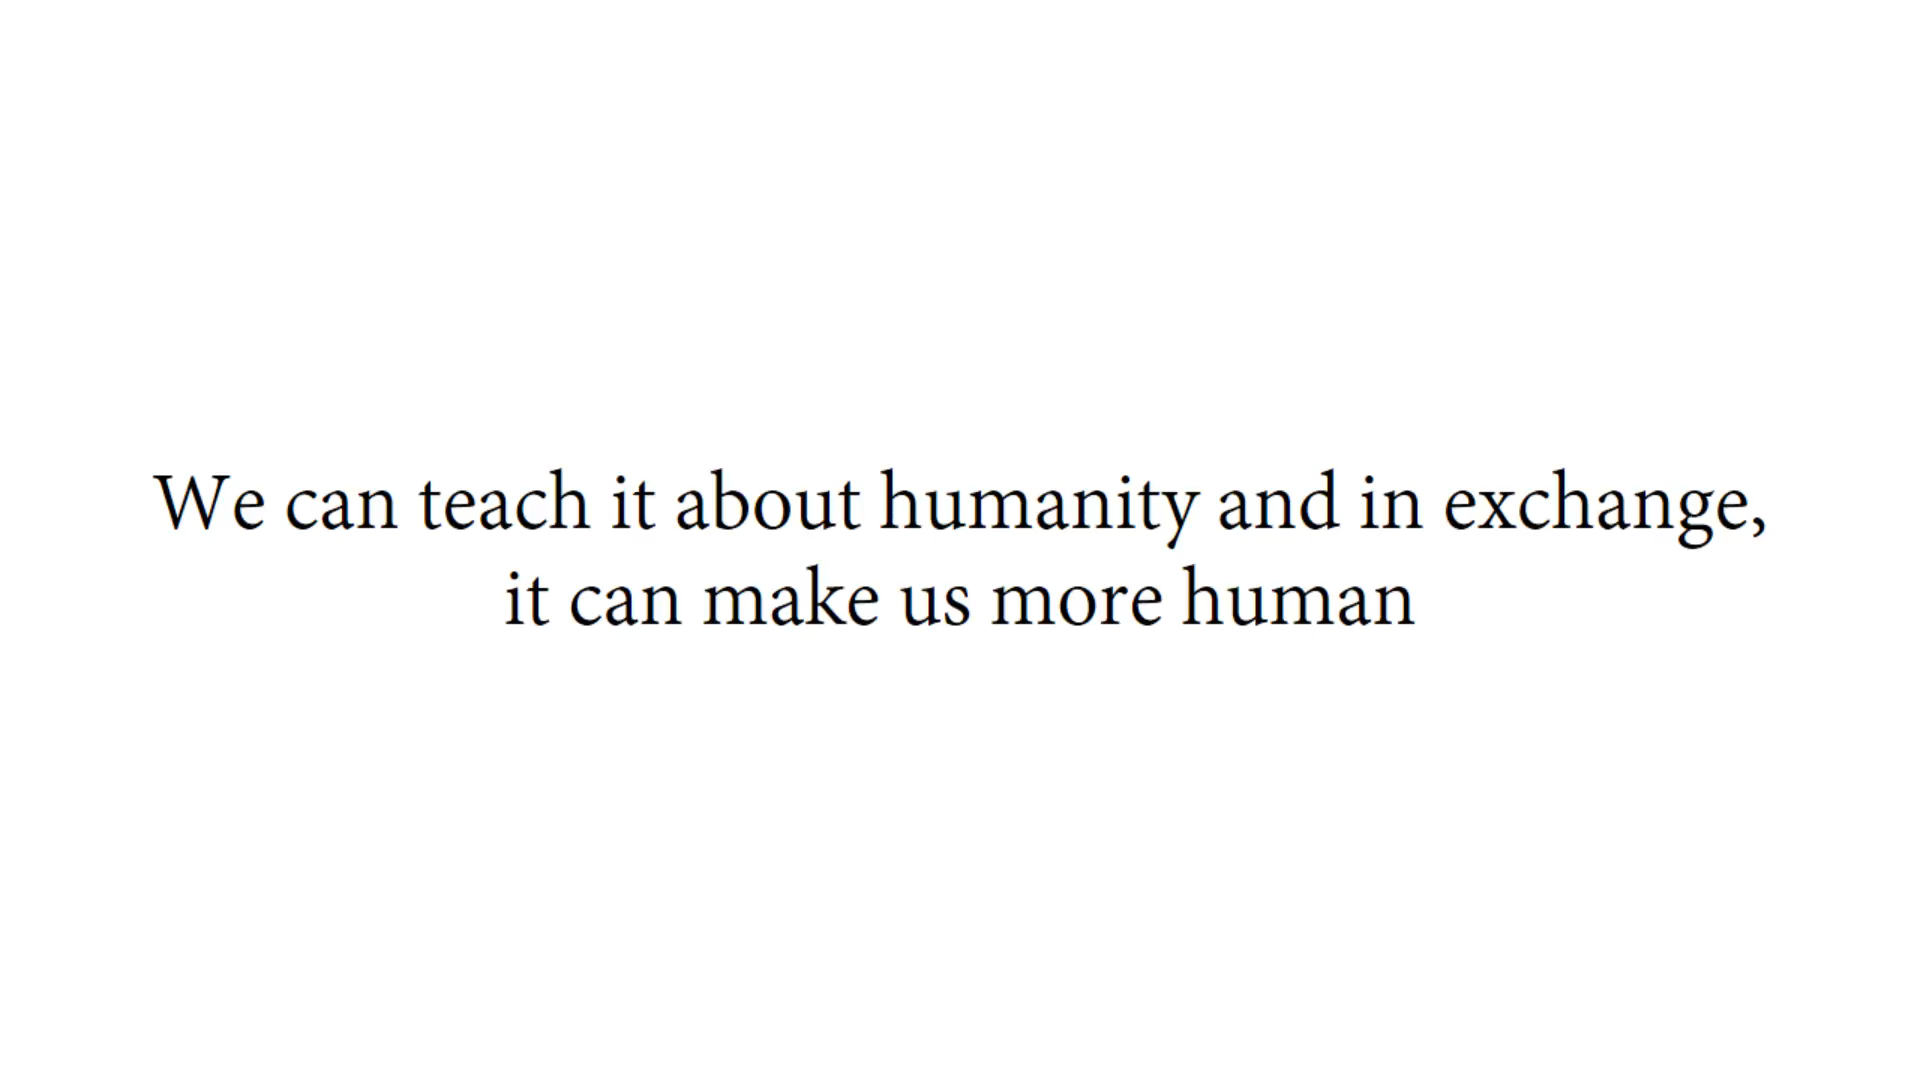 We can teach it about humanity and in exchange,
it can make us more human